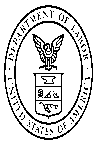 DEPARTMENT OF LABOR
UNITED STATES OF AMERICA